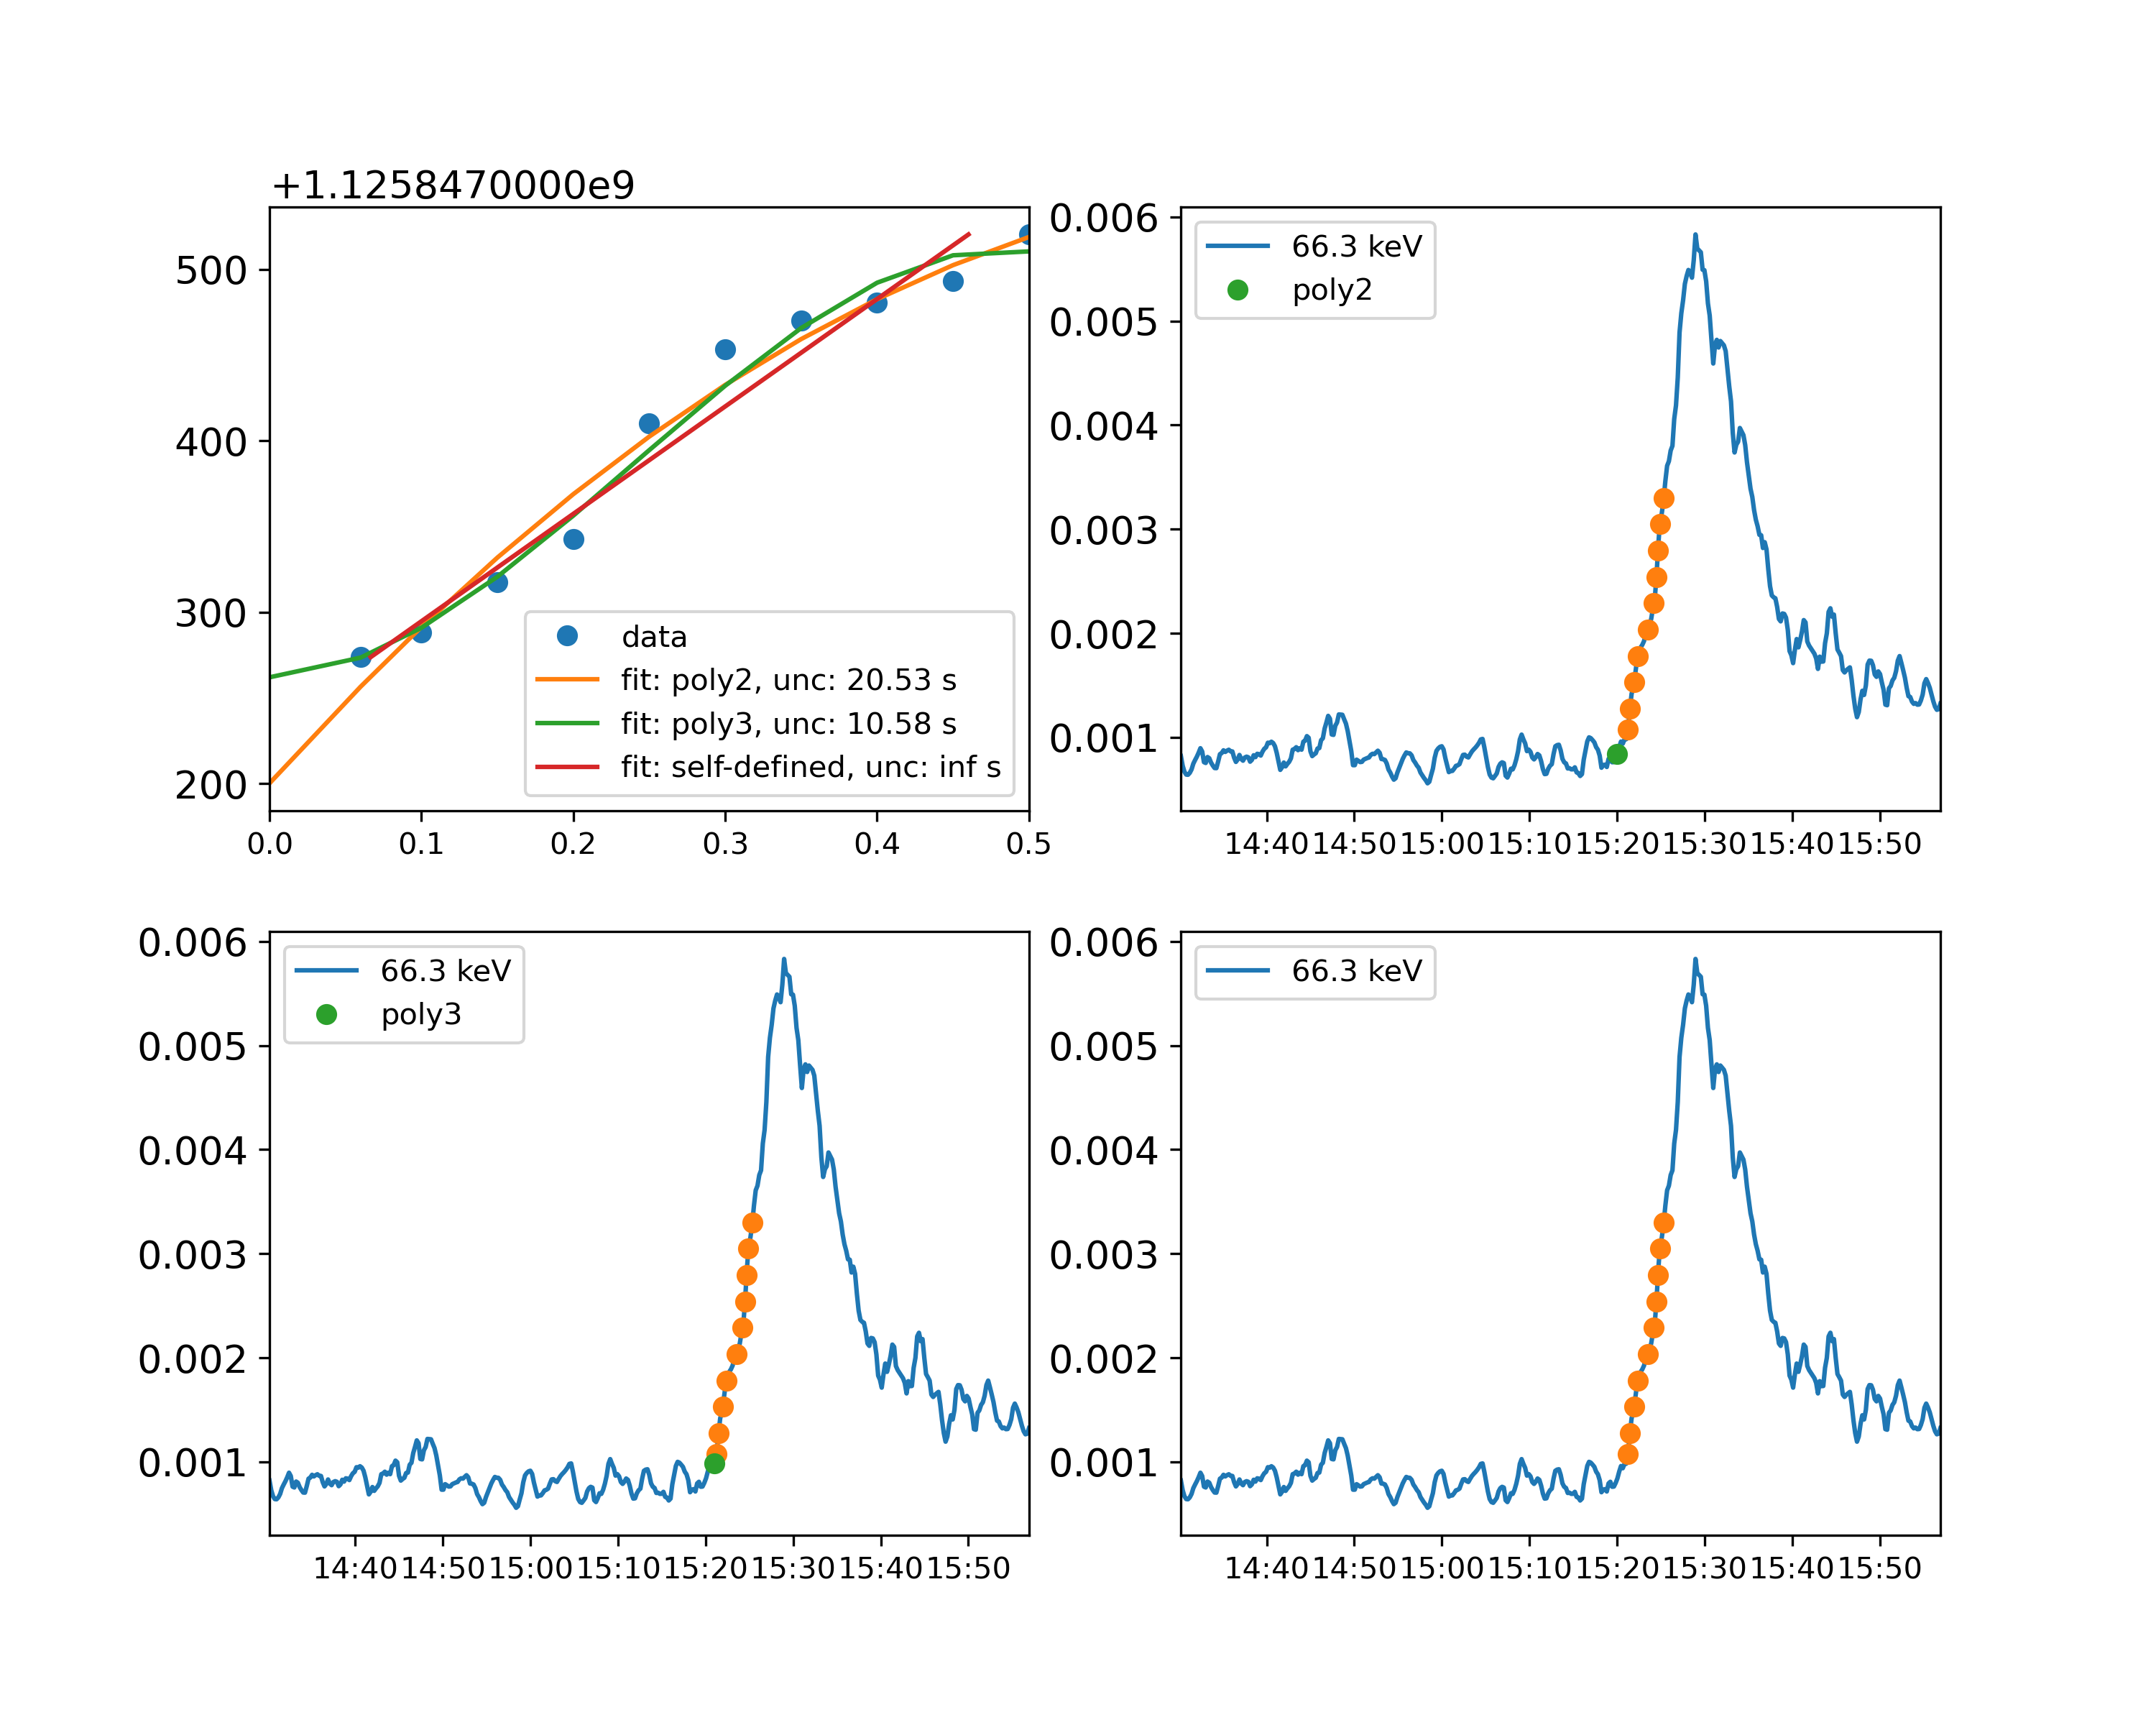 +1.1258470000e9
500
400
300
200
0.0 0.1 0.2 0.3 0.4 0.5
data
fit: poly2, unc: 20.53 s
fit: poly3, unc: 10.58 s
fit: self-defined, unc: inf s
0.006
0.005
0.004
0.003
0.002
0.001
14:40 14:50 15:00 15:10 15:20 15:30 15:40 15:50
66.3 keV
poly2
0.006
0.005
0.004
0.003
0.002
0.001
14:40 14:50 15:00 15:10 15:20 15:30 15:40 15:50
66.3 keV
poly3
0.006
0.005
0.004
0.003
0.002
0.001
14:40 14:50 15:00 15:10 15:20 15:30 15:40 15:50
66.3 keV